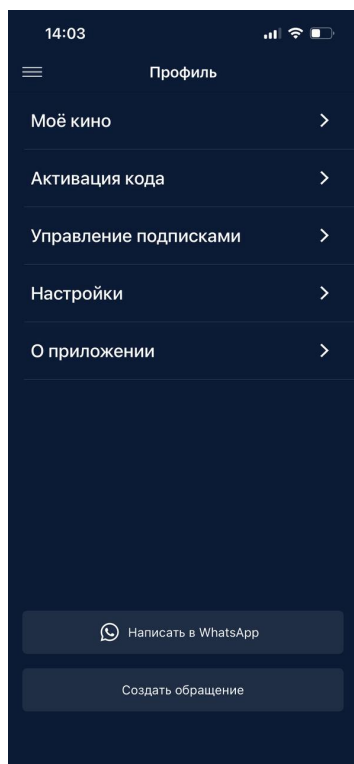 14:03
Профиль
Моё кино
Активация кода
Управление подписками
Настройки
О приложении
Написать в WhatsApp
Создать обращение